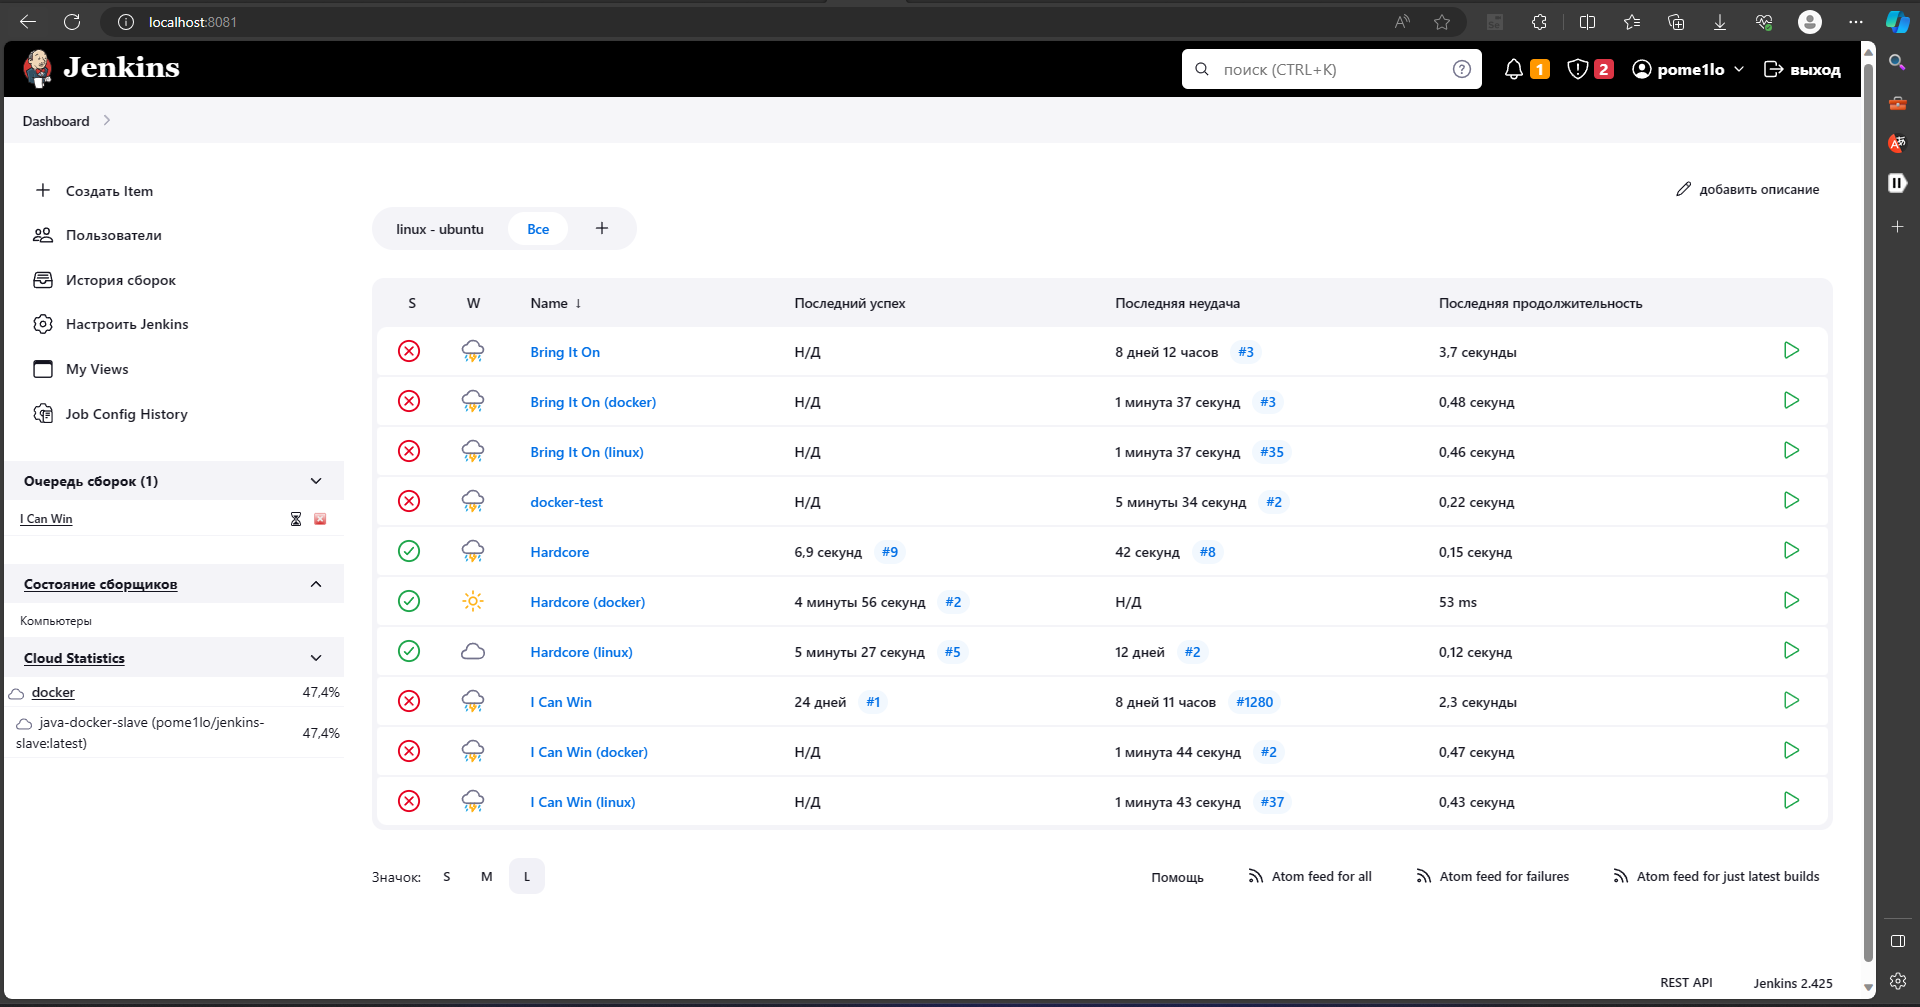 localhost:8081
Jenkins
поиск (CTRL+K)
1
2
pome1lo
выход
Dashboard
Создать Item
Пользователи
История сборок
Настроить Jenkins
My Views
Job Config History
Очередь сборок (1)
I Can Win
Состояние сборщиков
Компьютеры
Cloud Statistics
docker 47,4%
java-docker-slave (pome1lo/jenkins-
slave:latest) 47,4%
добавить описание
linux - ubuntu Все +
S W Name ↓ Последний успех Последняя неудача Последняя продолжительность
Bring It On Н/Д 8 дней 12 часов #3 3,7 секунды
Bring It On (docker) Н/Д 1 минута 37 секунд #3 0,48 секунд
Bring It On (linux) Н/Д 1 минута 37 секунд #35 0,46 секунд
docker-test Н/Д 5 минуты 34 секунд #2 0,22 секунд
Hardcore 6,9 секунд #9 42 секунд #8 0,15 секунд
Hardcore (docker) 4 минуты 56 секунд #2 Н/Д 53 ms
Hardcore (linux) 5 минуты 27 секунд #5 12 дней #2 0,12 секунд
I Can Win 24 дней #1 8 дней 11 часов #1280 2,3 секунды
I Can Win (docker) Н/Д 1 минута 44 секунд #2 0,47 секунд
I Can Win (linux) Н/Д 1 минута 43 секунд #37 0,43 секунд
Значок: S M L
Помощь Atom feed for all Atom feed for failures Atom feed for just latest builds
REST API Jenkins 2.425